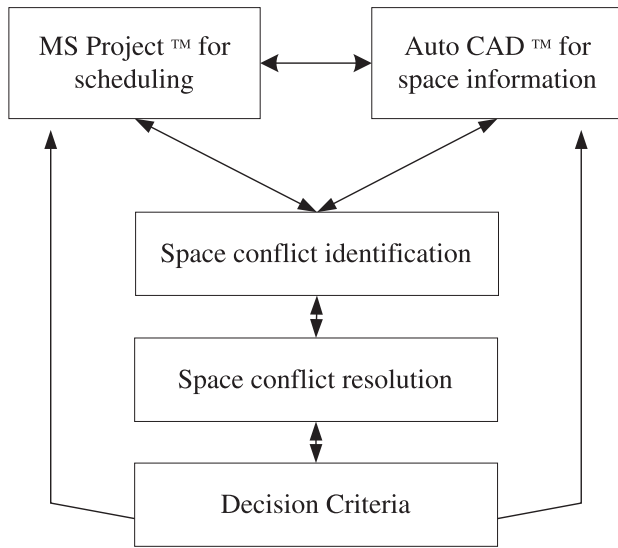 MS Project ™ for
scheduling
Auto CAD ™ for
space information
Space conflict identification
Space conflict resolution
Decision Criteria